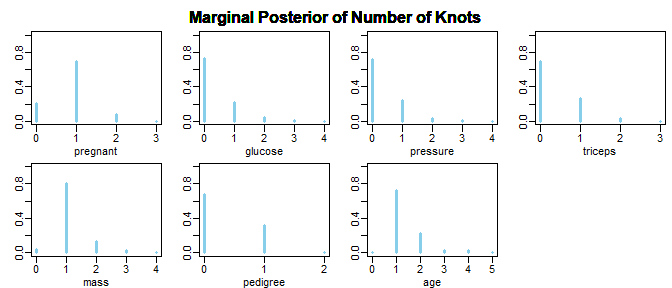 Marginal Posterior of Number of Knots
0.0 0.4 0.8
0 1 2 3
pregnant
0.0 0.4 0.8
0 1 2 3 4
glucose
0.0 0.4 0.8
0 1 2 3 4
pressure
0.0 0.4 0.8
0 1 2 3
triceps
0.0 0.4 0.8
0 1 2 3 4
mass
0.0 0.4 0.8
0 1 2
pedigree
0.0 0.4 0.8
0 1 2 3 4 5
age